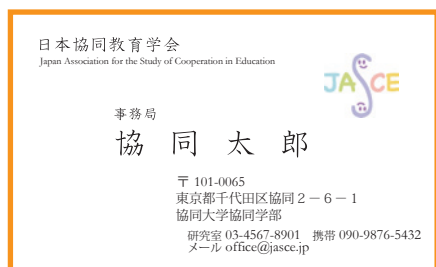 日本協同教育学会
Japan Association for the Study of Cooperation in Education
JASCE
事務局
協同太郎
〒 101-0065
東京都千代田区協同２－６－１
協同大学協同学部
研究室 03-4567-8901 携帯 090-9876-5432
メール office@jasce.jp